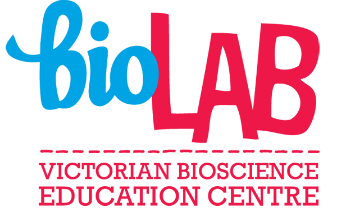 bioLAB
VICTORIAN BIOSCIENCE
EDUCATION CENTRE